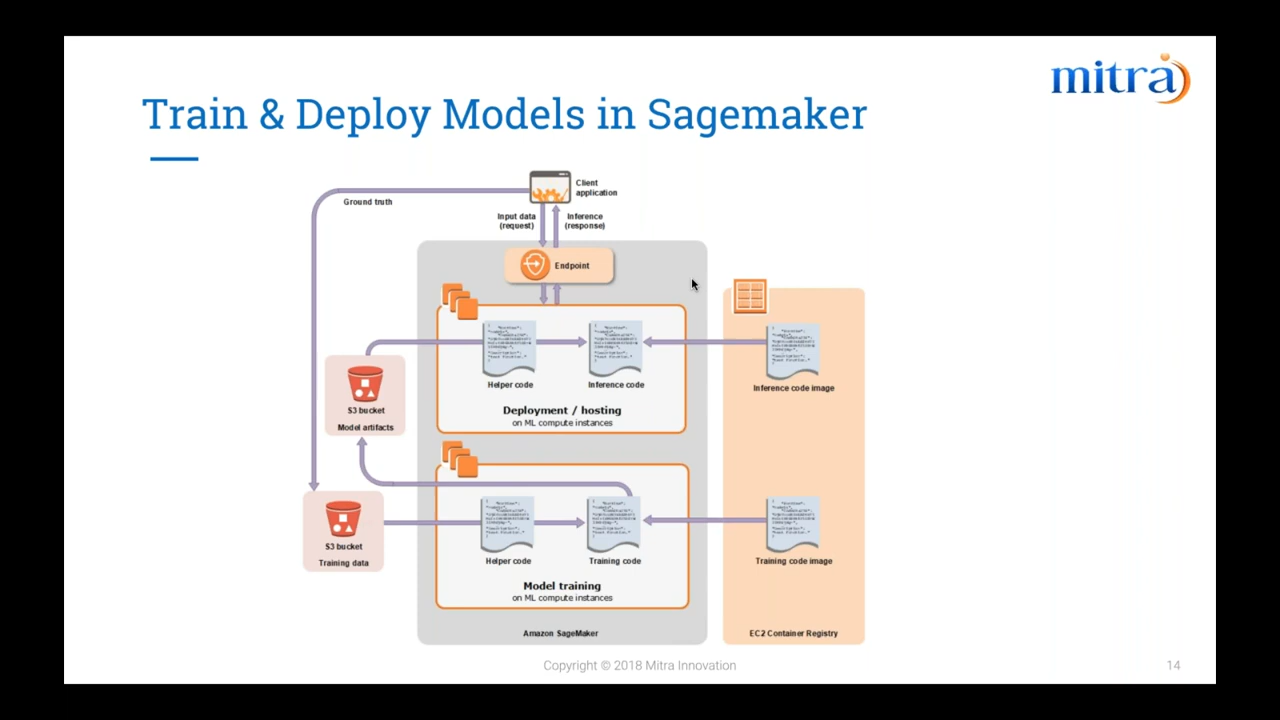 mitra
Train & Deploy Models in Sagemaker
Client
application
Ground truth
Input data
(request)
Inference
(response)
Endpoint
Helper code
Inference code
Inference code image
Deployment / hosting
on ML compute instances
S3 bucket
Model artifacts
S3 bucket
Training data
Helper code
Training code
Training code image
Model training
on ML compute instances
Amazon SageMaker
EC2 Container Registry
Copyright © 2018 Mitra Innovation
14